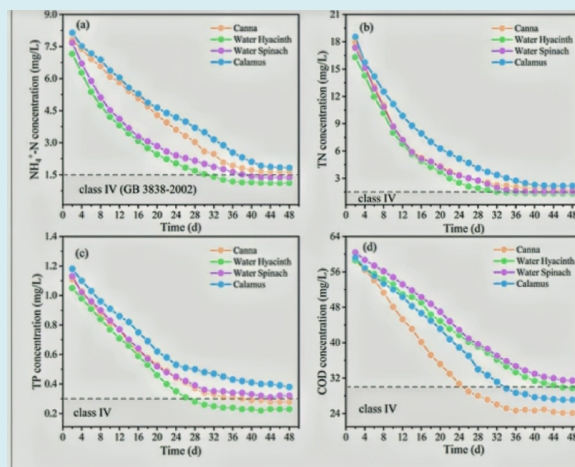 (a)
Canna
Water Hyacinth
Water Spinach
Calamus
NH₄⁺-N concentration (mg/L)
9.0
7.5
6.0
4.5
3.0
1.5
class IV (GB 3838-2002)
0 4 8 12 16 20 24 28 32 36 40 44 48
Time (d)
(b)
Canna
Water Hyacinth
Water Spinach
Calamus
TN concentration (mg/L)
21
18
15
12
9
6
3
class IV
0 4 8 12 16 20 24 28 32 36 40 44 48
Time (d)
(c)
Canna
Water Hyacinth
Water Spinach
Calamus
TP concentration (mg/L)
1.4
1.2
1.0
0.8
0.6
0.4
0.2
class IV
0 4 8 12 16 20 24 28 32 36 40 44 48
Time (d)
(d)
Canna
Water Hyacinth
Water Spinach
Calamus
COD concentration (mg/L)
64
56
48
40
32
24
class IV
0 4 8 12 16 20 24 28 32 36 40 44 48
Time (d)